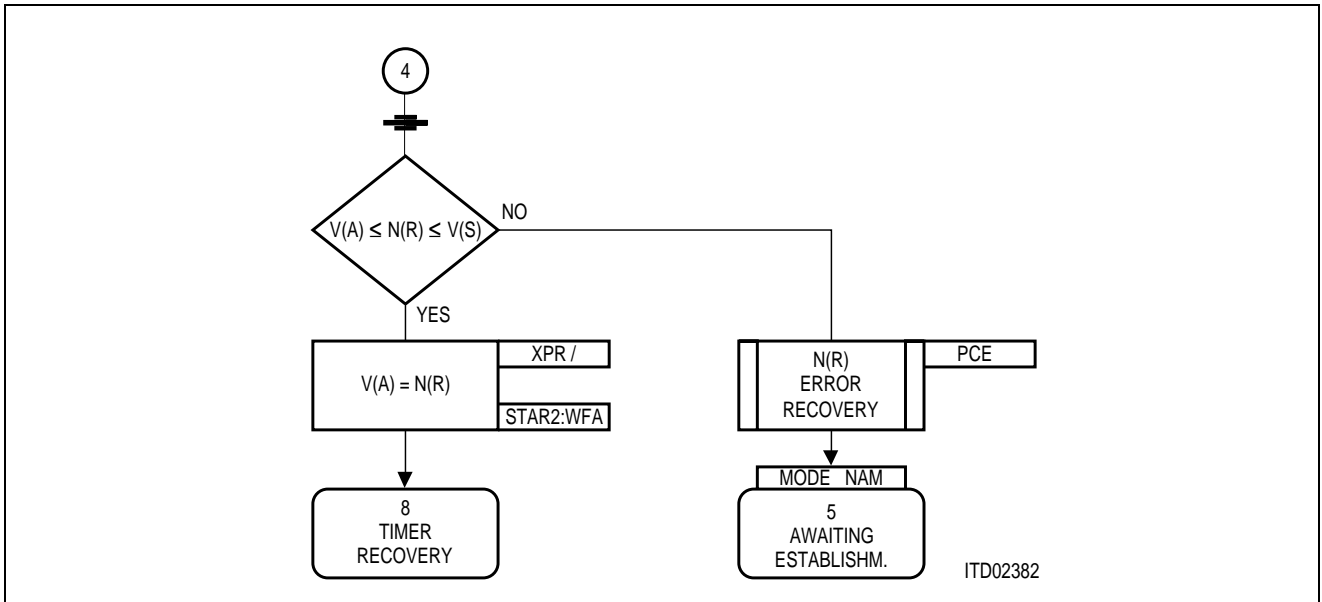 4
V(A) ≤ N(R) ≤ V(S)
NO
YES
V(A) = N(R)
XPR /
STAR2:WFA
N(R)
ERROR
RECOVERY
PCE
8
TIMER
RECOVERY
MODE NAM
5
AWAITING
ESTABLISHM.
ITD02382